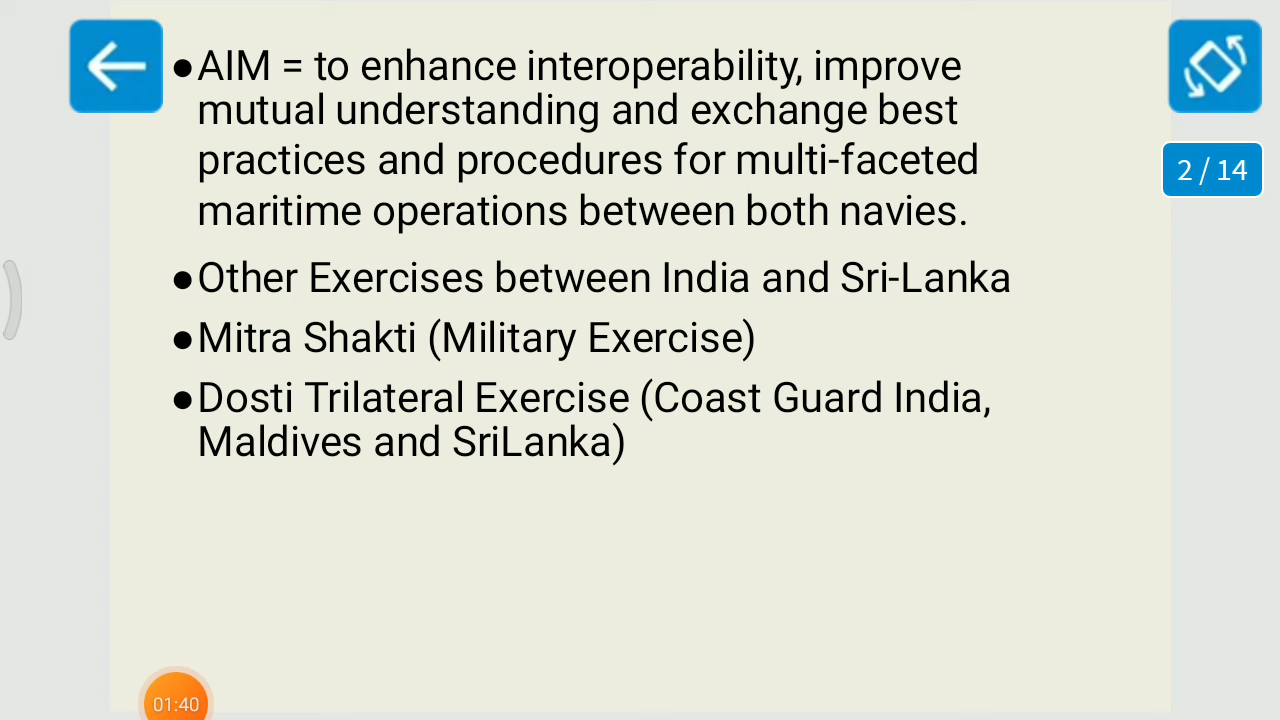 ●AIM = to enhance interoperability, improve
mutual understanding and exchange best
practices and procedures for multi-faceted
maritime operations between both navies.
●Other Exercises between India and Sri-Lanka
●Mitra Shakti (Military Exercise)
●Dosti Trilateral Exercise (Coast Guard India,
Maldives and SriLanka)
2 / 14
01:40